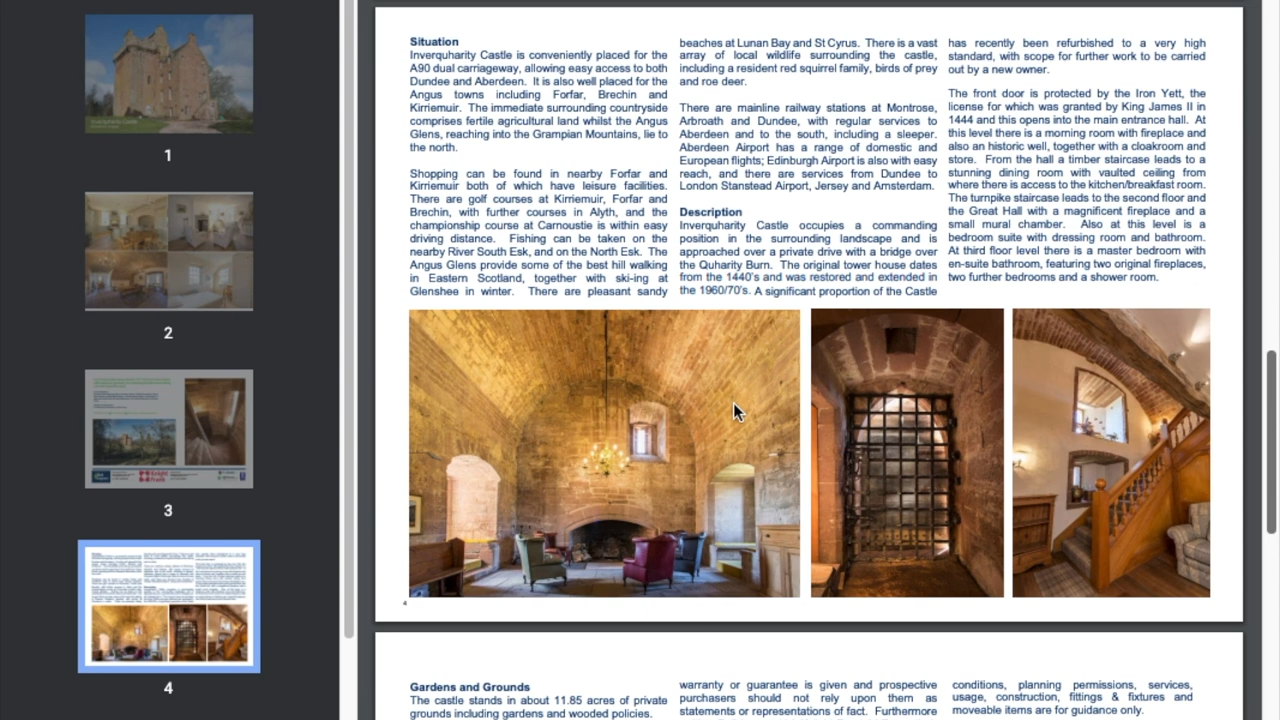 1
2
3
4
Situation
Inverquharity Castle is conveniently placed for the
A90 dual carriageway, allowing easy access to both
Dundee and Aberdeen. It is also well placed for the
Angus towns including Forfar, Brechin and
Kirriemuir. The immediate surrounding countryside
comprises fertile agricultural land whilst the Angus
Glens, reaching into the Grampian Mountains, lie to
the north.
Shopping can be found in nearby Forfar and
Kirriemuir both of which have leisure facilities.
There are golf courses at Kirriemuir, Forfar and
Brechin, with further courses in Alyth, and the
championship course at Carnoustie is within easy
driving distance. Fishing can be taken on the
nearby River South Esk, and on the North Esk. The
Angus Glens provide some of the best hill walking
in Eastern Scotland, together with ski-ing at
Glenshee in winter. There are pleasant sandy
beaches at Lunan Bay and St Cyrus. There is a vast
array of local wildlife surrounding the castle,
including a resident red squirrel family, birds of prey
and roe deer.
There are mainline railway stations at Montrose,
Arbroath and Dundee, with regular services to
Aberdeen and to the south, including a sleeper.
Aberdeen Airport has a range of domestic and
European flights; Edinburgh Airport is also with easy
reach, and there are services from Dundee to
London Stanstead Airport, Jersey and Amsterdam.
Description
Inverquharity Castle occupies a commanding
position in the surrounding landscape and is
approached over a private drive with a bridge over
the Quharity Burn. The original tower house dates
from the 1440's and was restored and extended in
the 1960/70's. A significant proportion of the Castle
has recently been refurbished to a very high
standard, with scope for further work to be carried
out by a new owner.
The front door is protected by the Iron Yett, the
license for which was granted by King James II in
1444 and this opens into the main entrance hall. At
this level there is a morning room with fireplace and
also an historic well, together with a cloakroom and
store. From the hall a timber staircase leads to a
stunning dining room with vaulted ceiling from
where there is access to the kitchen/breakfast room.
The turnpike staircase leads to the second floor and
the Great Hall with a magnificent fireplace and a
small mural chamber. Also at this level is a
bedroom suite with dressing room and bathroom.
At third floor level there is a master bedroom with
en-suite bathroom, featuring two original fireplaces,
two further bedrooms and a shower room.
4
Gardens and Grounds
The castle stands in about 11.85 acres of private
grounds including gardens and wooded policies.
warranty or guarantee is given and prospective
purchasers should not rely upon them as
statements or representations of fact. Furthermore
conditions, planning permissions, services,
usage, construction, fittings & fixtures and
moveable items are for guidance only.